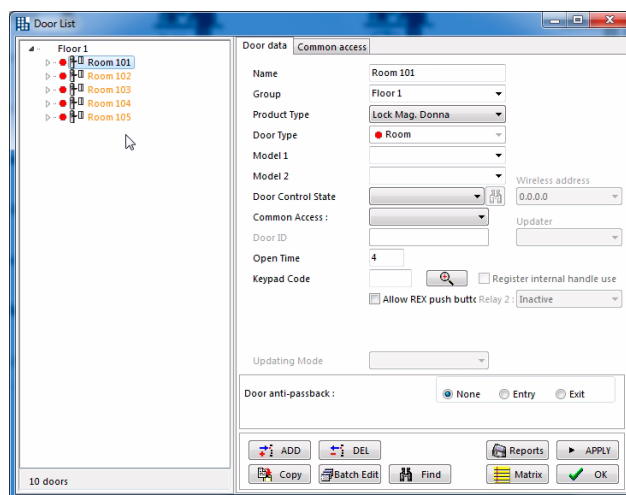 Door List
Floor 1
Room 101
Room 102
Room 103
Room 104
Room 105
10 doors
Door data
Common access
Name
Room 101
Group
Floor 1
Product Type
Lock Mag. Donna
Door Type
Room
Model 1
Model 2
Wireless address
Door Control State
0.0.0.0
Common Access :
Updater
Door ID
Open Time
4
Keypad Code
Register internal handle use
Allow REX push buttc
Relay 2 :
Inactive
Updating Mode
Door anti-passback :
None
Entry
Exit
ADD
DEL
Reports
APPLY
Copy
Batch Edit
Find
Matrix
OK